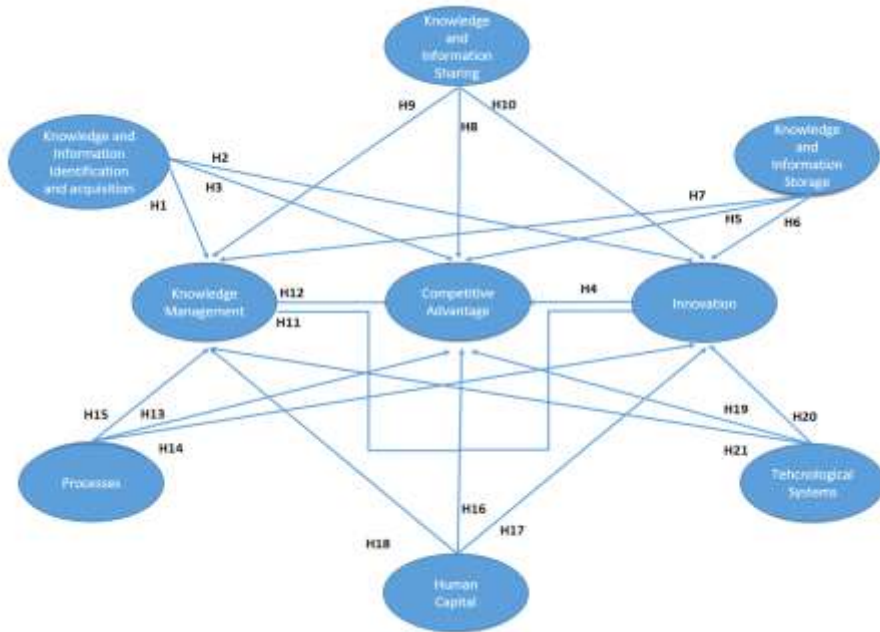 Knowledge
and
Information
Sharing
H9
H10
H8
Knowledge and
Information
Identification
and acquisition
H2
H3
H1
Knowledge
and
Information
Storage
H7
H5
H6
Knowledge
Management
H12
H11
Competitive
Advantage
H4
Innovation
H15
H13
H14
H19
H20
H21
Processes
Tehcnological
Systems
H16
H17
H18
Human
Capital